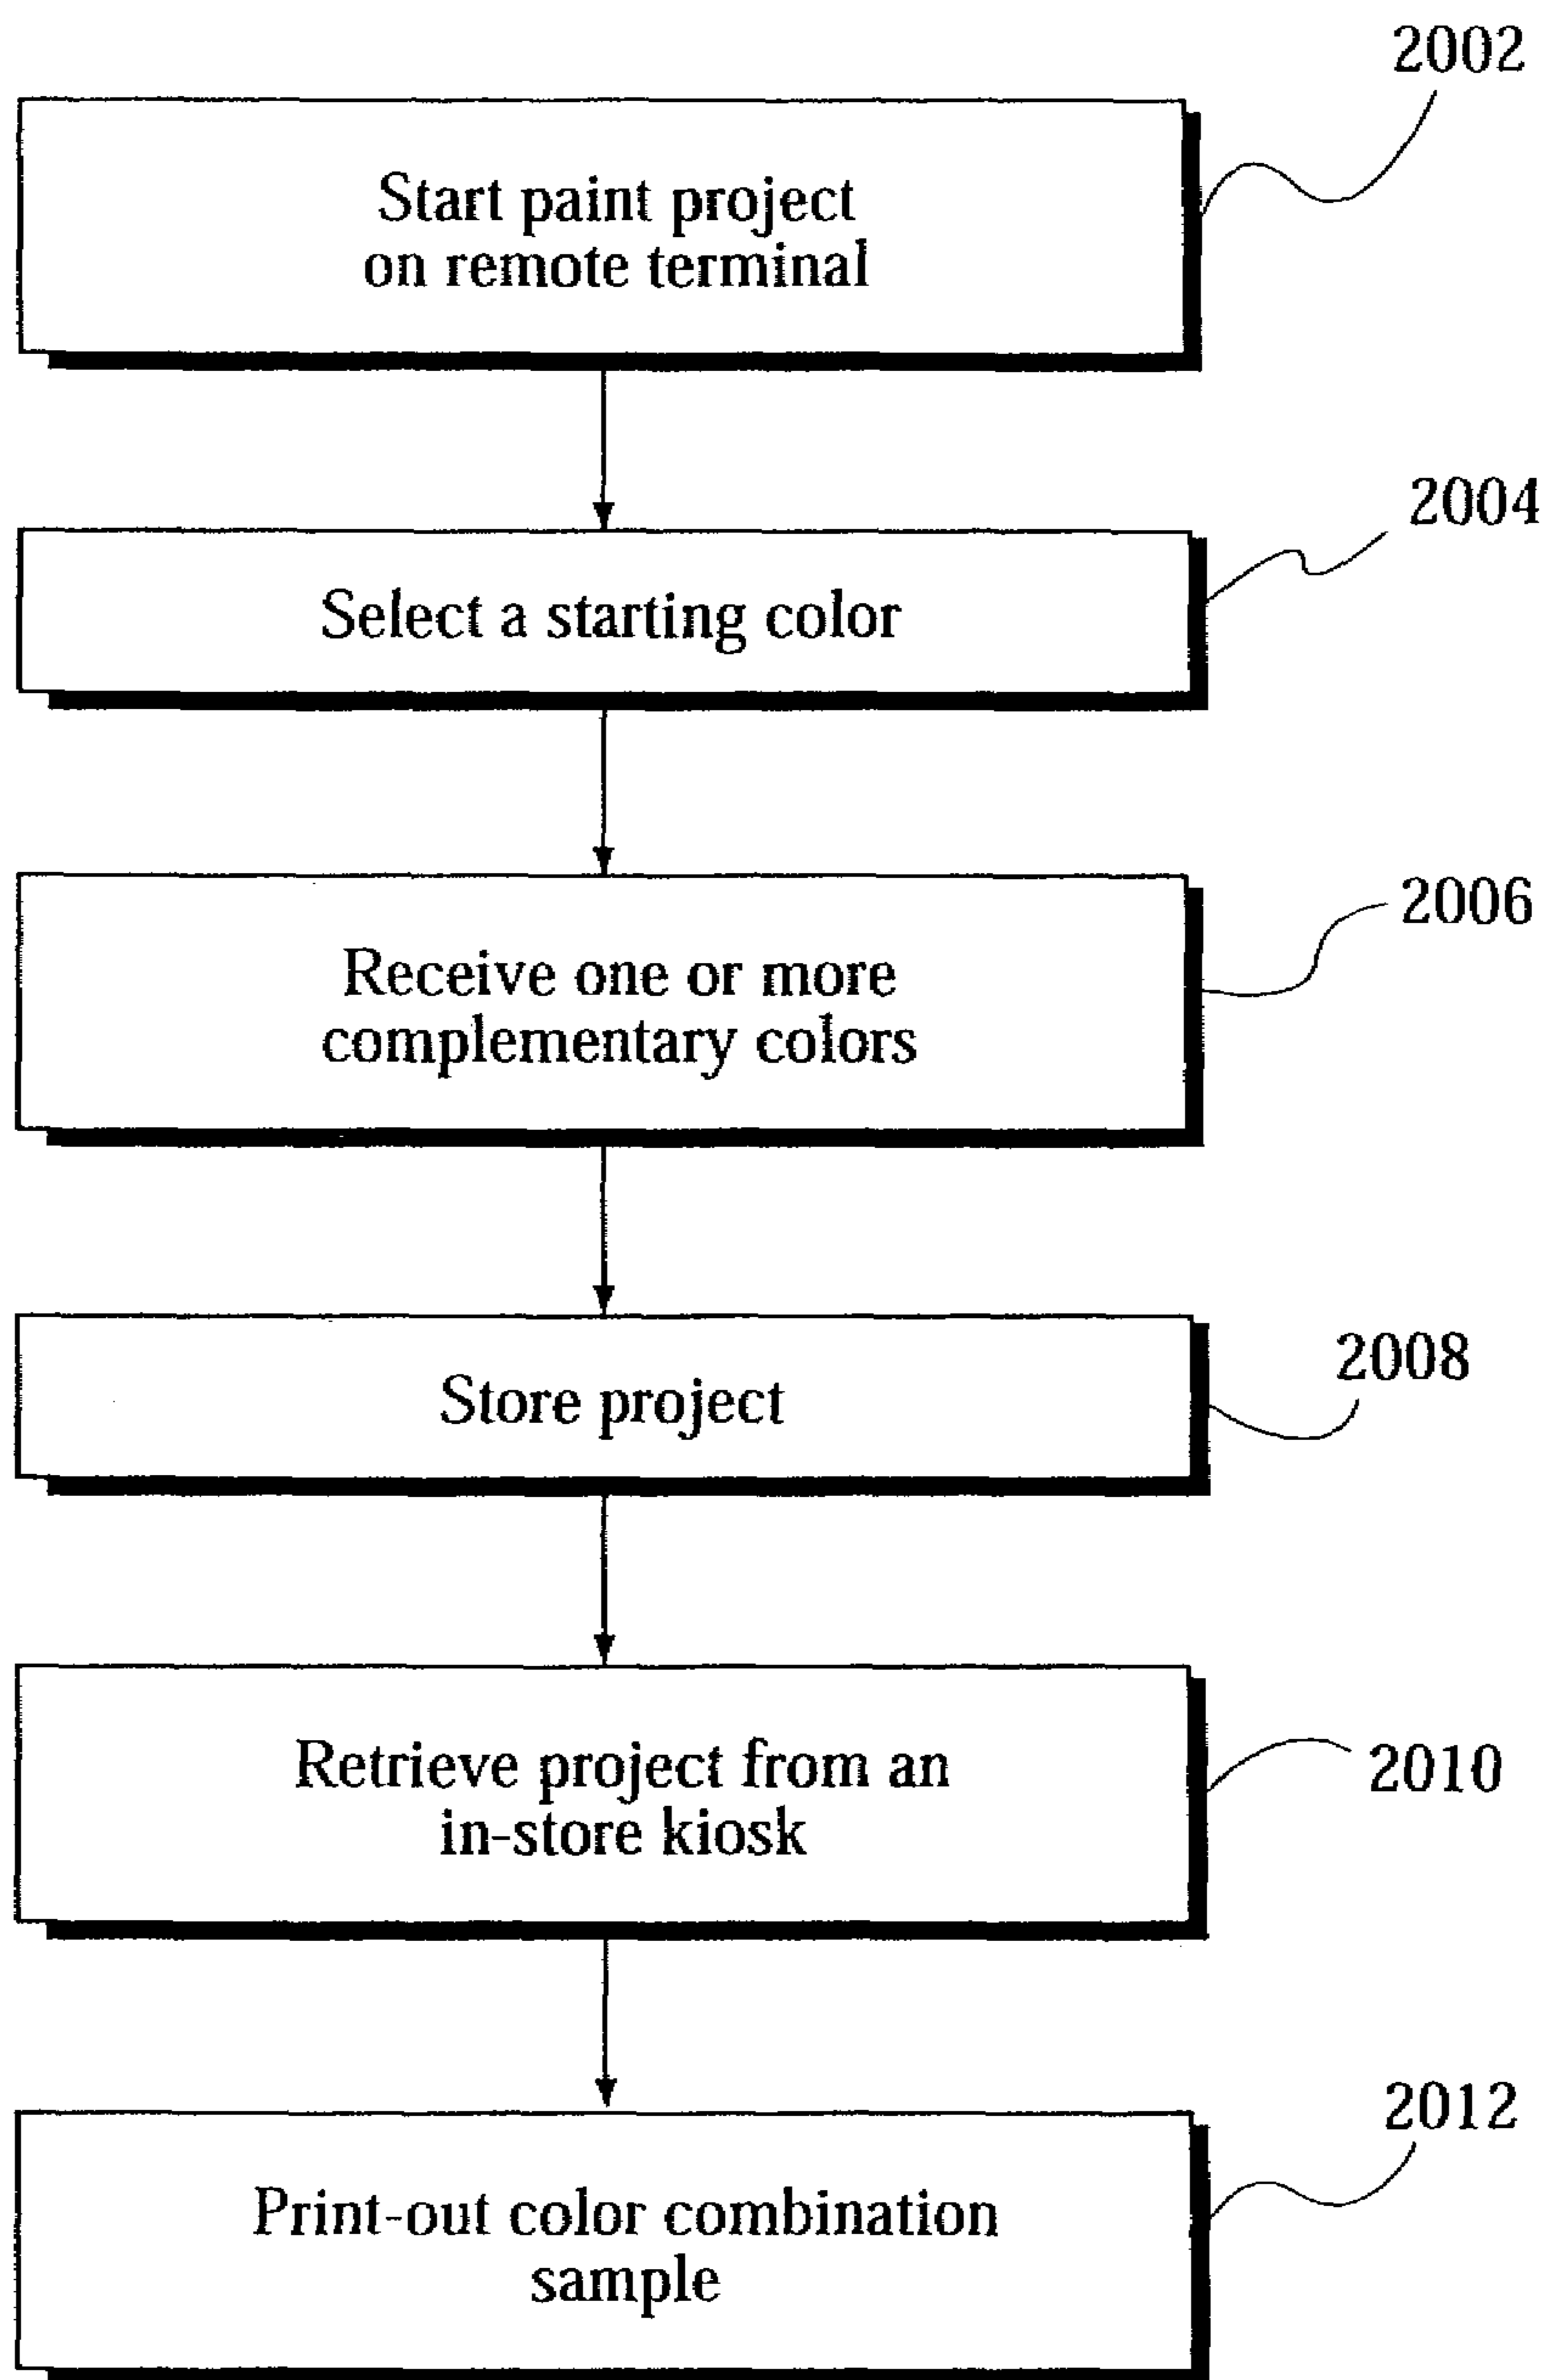 2002
Start paint project
on remote terminal
2004
Select a starting color
2006
Receive one or more
complementary colors
2008
Store project
2010
Retrieve project from an
in-store kiosk
2012
Print-out color combination
sample